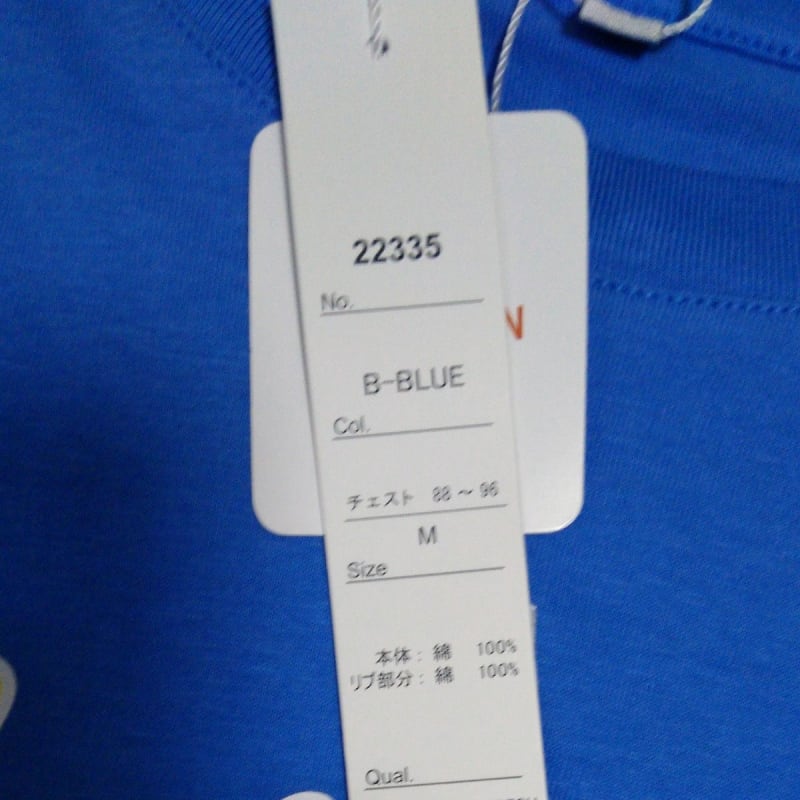 22335
No.
N
B-BLUE
Col.
チェスト 88～96
M
Size
本体：綿 100%
リブ部分：綿 100%
Qual.